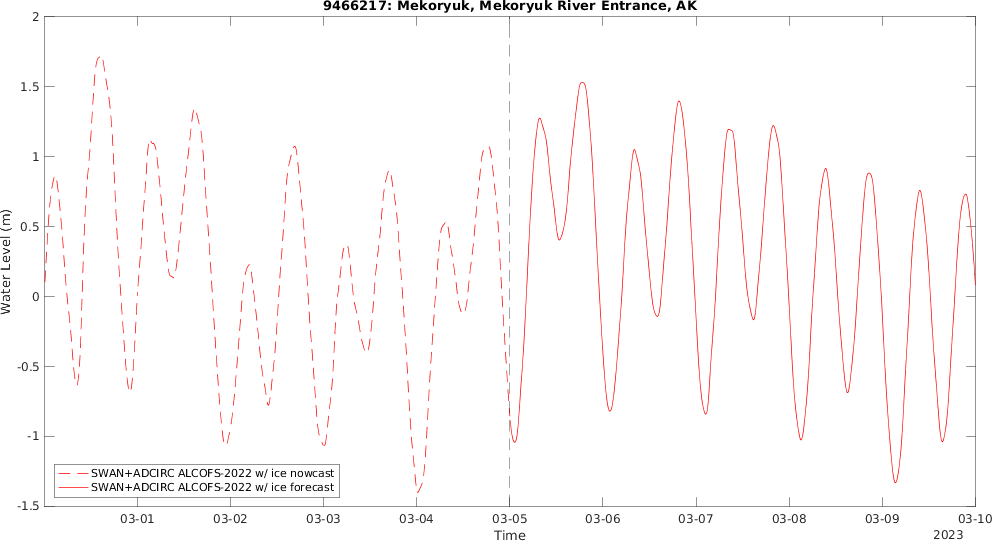 9466217: Mekoryuk, Mekoryuk River Entrance, AK
2
1.5
1
0.5
0
-0.5
-1
-1.5
Water Level (m)
SWAN+ADCIRC ALCOFS-2022 w/ ice nowcast
SWAN+ADCIRC ALCOFS-2022 w/ ice forecast
03-01 03-02 03-03 03-04 03-05 03-06 03-07 03-08 03-09 03-10
Time
2023